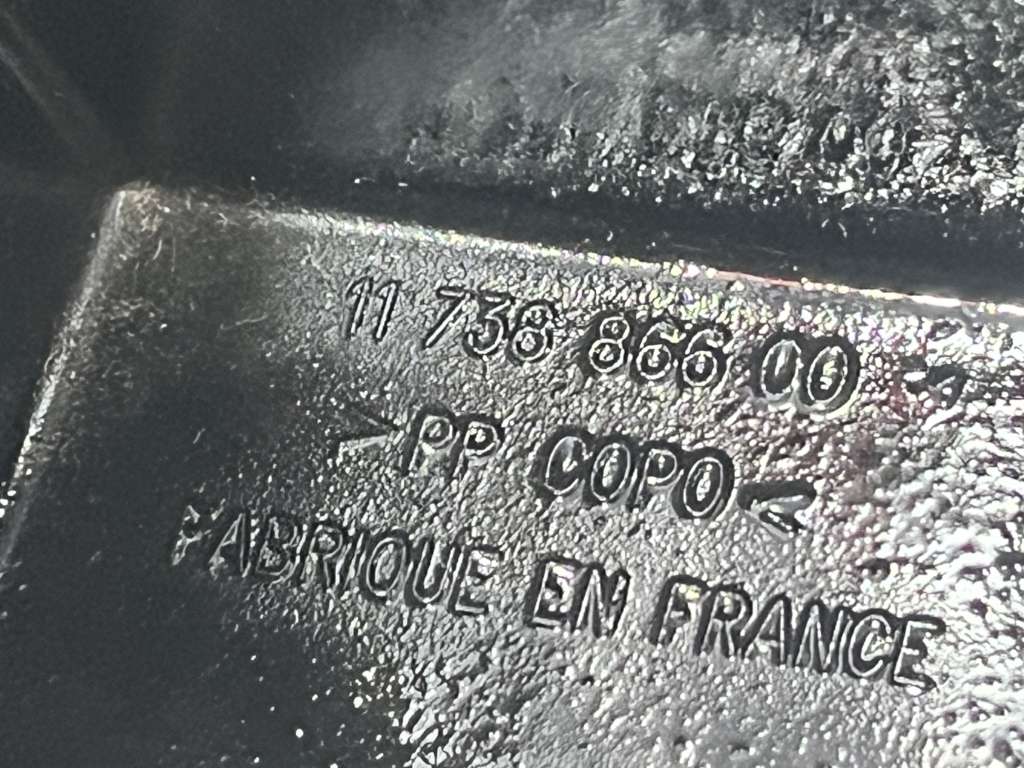 11 738 866 00
>PP COPO<
FABRIQUE EN FRANCE